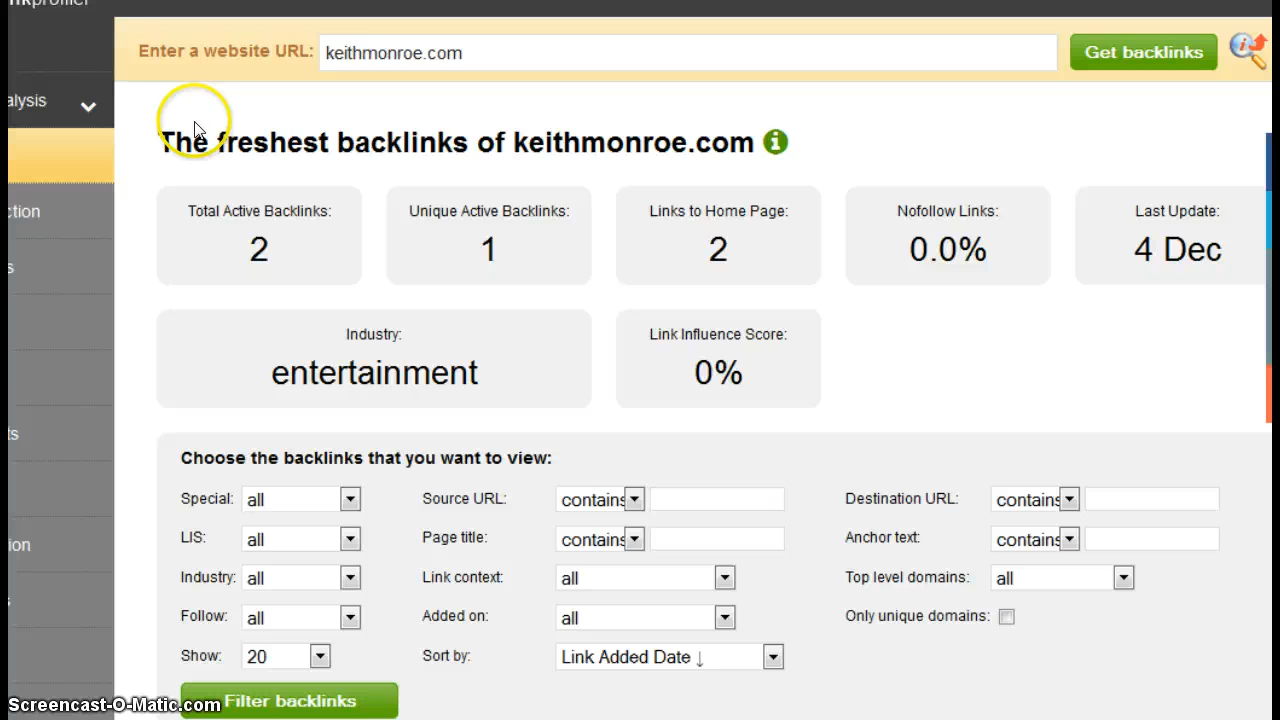 Enter a website URL: keithmonroe.com Get backlinks
alysis
The freshest backlinks of keithmonroe.com
ction
s
Total Active Backlinks: Unique Active Backlinks: Links to Home Page: Nofollow Links: Last Update:
2 1 2 0.0% 4 Dec
Industry: Link Influence Score:
entertainment 0%
ts
Choose the backlinks that you want to view:
Special: all Source URL: contains Destination URL: contains
LIS: all Page title: contains Anchor text: contains
ion
Industry: all Link context: all Top level domains: all
Follow: all Added on: all Only unique domains:
Show: 20 Sort by: Link Added Date ↓
Filter backlinks
Screencast-O-Matic.com